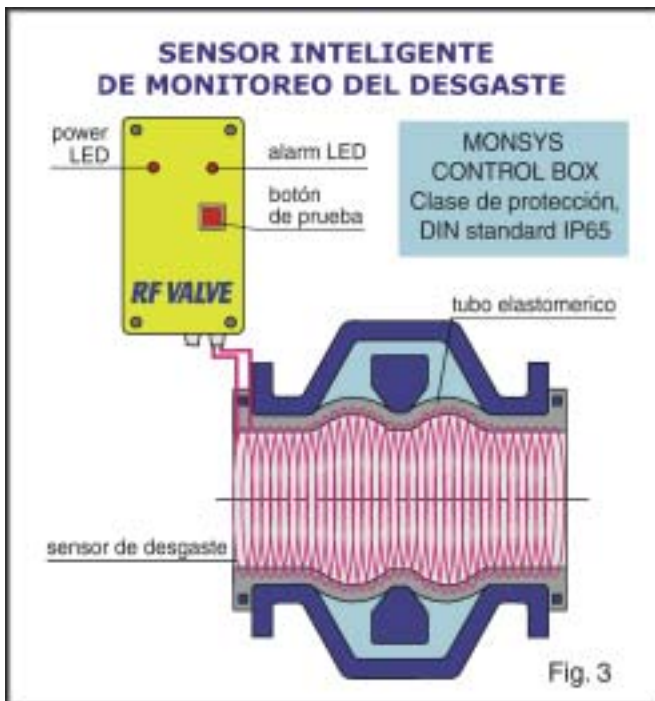 SENSOR INTELIGENTE
DE MONITOREO DEL DESGASTE
power
LED
alarm LED
botón
de prueba
MONSYS
CONTROL BOX
Clase de protección,
DIN standard IP65
RF VALVE
tubo elastomerico
sensor de desgaste
Fig. 3